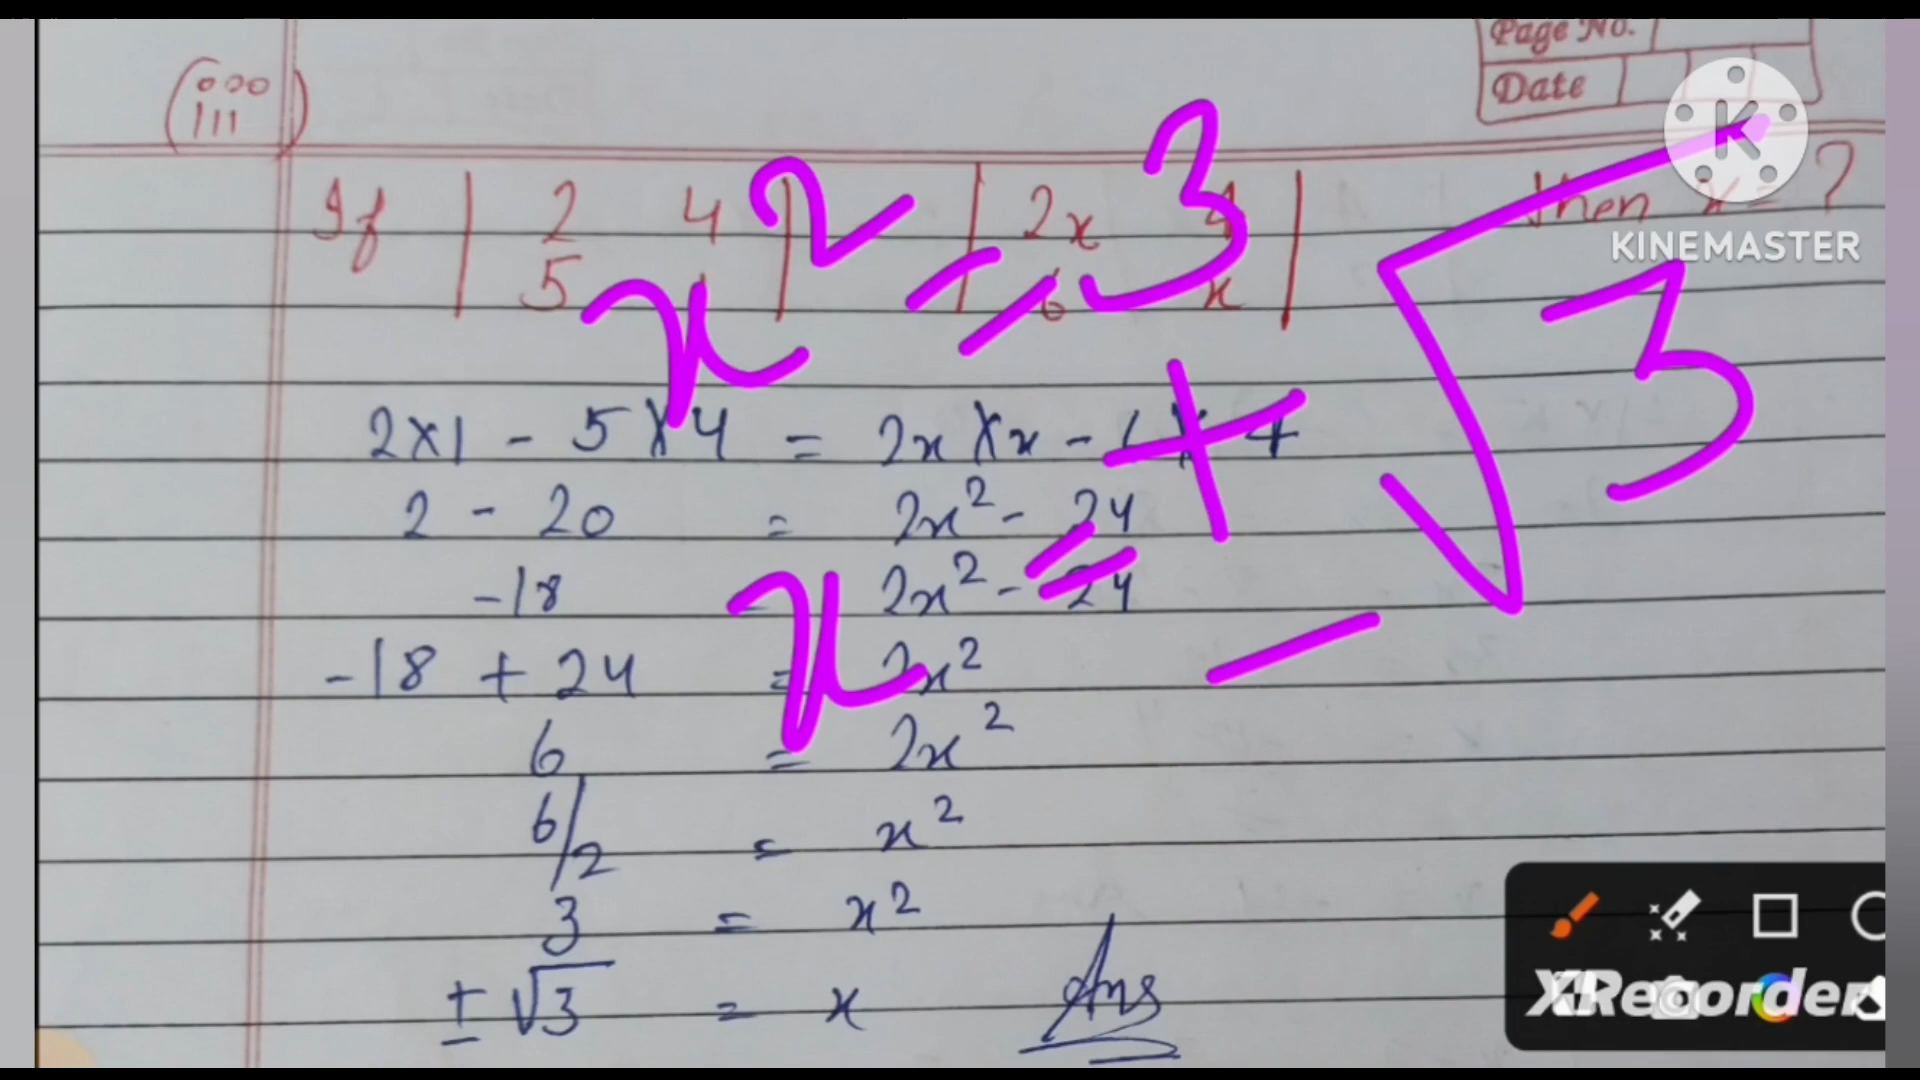 Page No.
Date
If | 2 4 | = | 2x 4 | then x = ?
5 6 x
x² = 3
2×1 - 5×4 = 2x × x - 6 × 4
2 - 20 = 2x² - 24
-18 = 2x² - 24
x = ± √3
-18 + 24 = 2x²
6 = 2x²
6/2 = x²
3 = x²
± √3 = x Ans
KINEMASTER
XRecorder